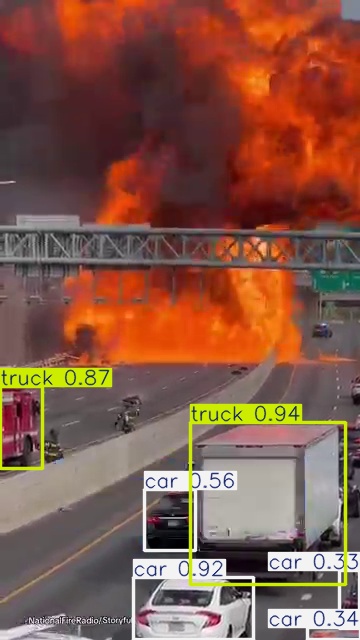 truck 0.87
truck 0.94
car 0.56
car 0.33
car 0.92
car 0.34
NationalFireRadio/Storyfu